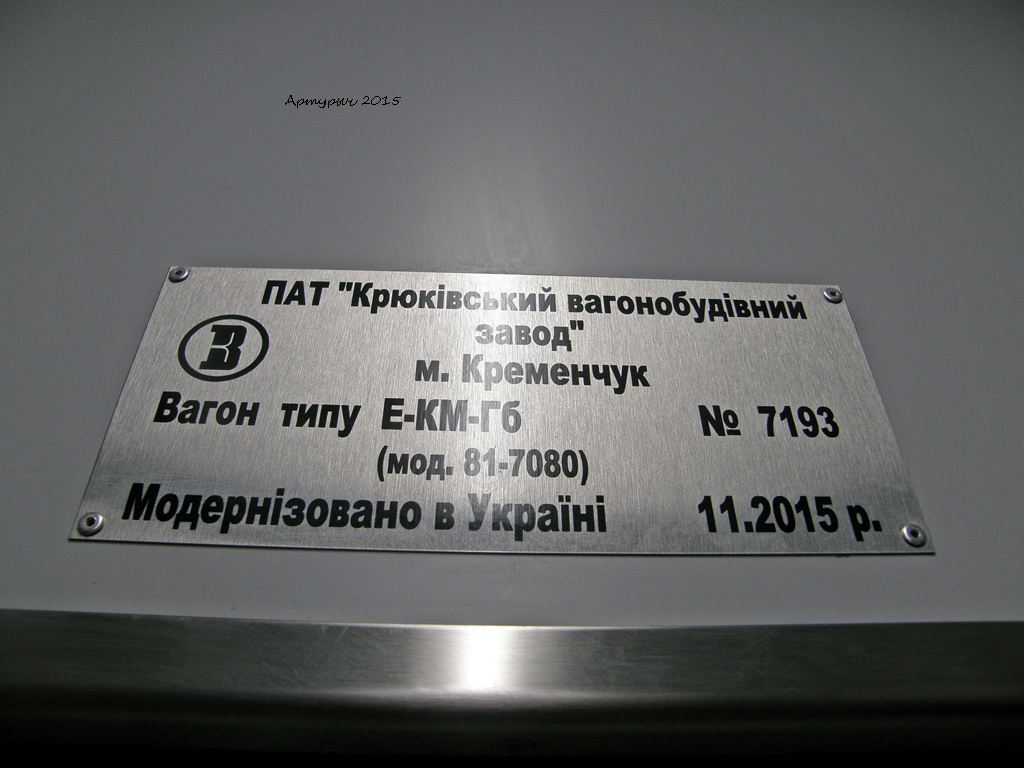 Артурыч 2015
ПАТ "Крюківський вагонобудівний
завод"
В
м. Кременчук
Вагон типу Е-КМ-Гб № 7193
(мод. 81-7080)
Модернізовано в Україні 11.2015 р.